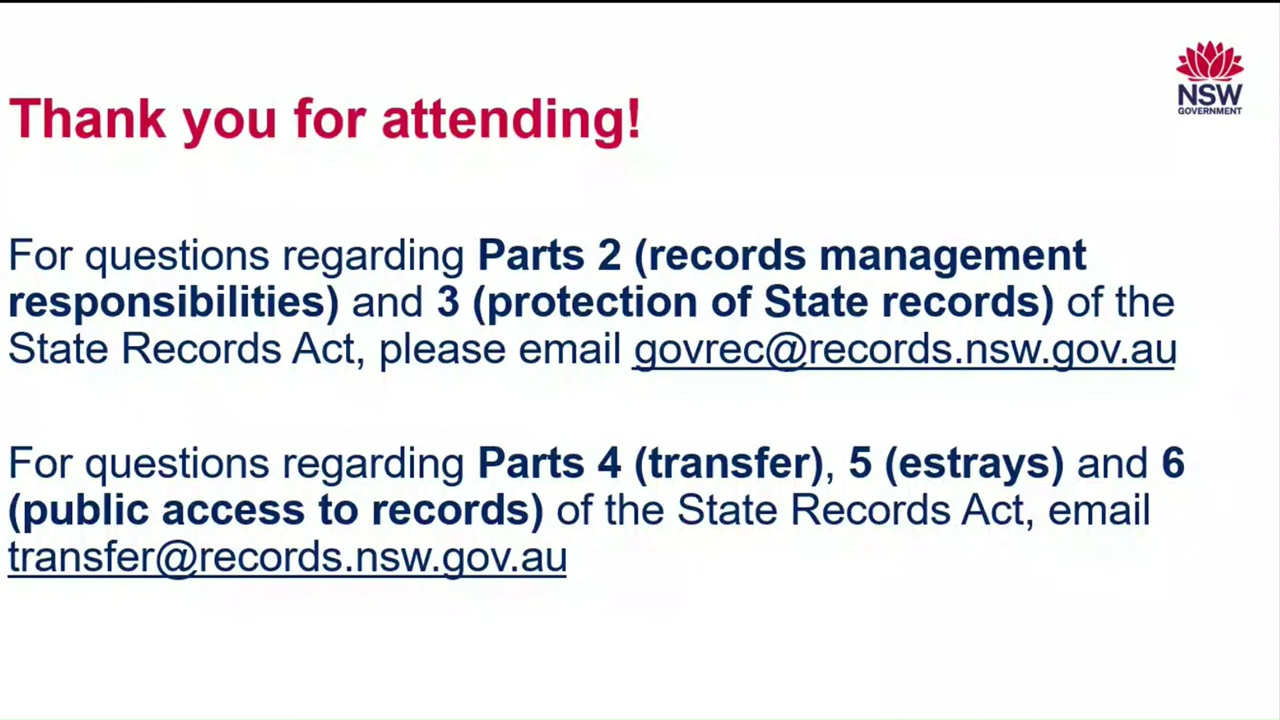 Thank you for attending!
NSW
GOVERNMENT
For questions regarding Parts 2 (records management
responsibilities) and 3 (protection of State records) of the
State Records Act, please email govrec@records.nsw.gov.au
For questions regarding Parts 4 (transfer), 5 (estrays) and 6
(public access to records) of the State Records Act, email
transfer@records.nsw.gov.au